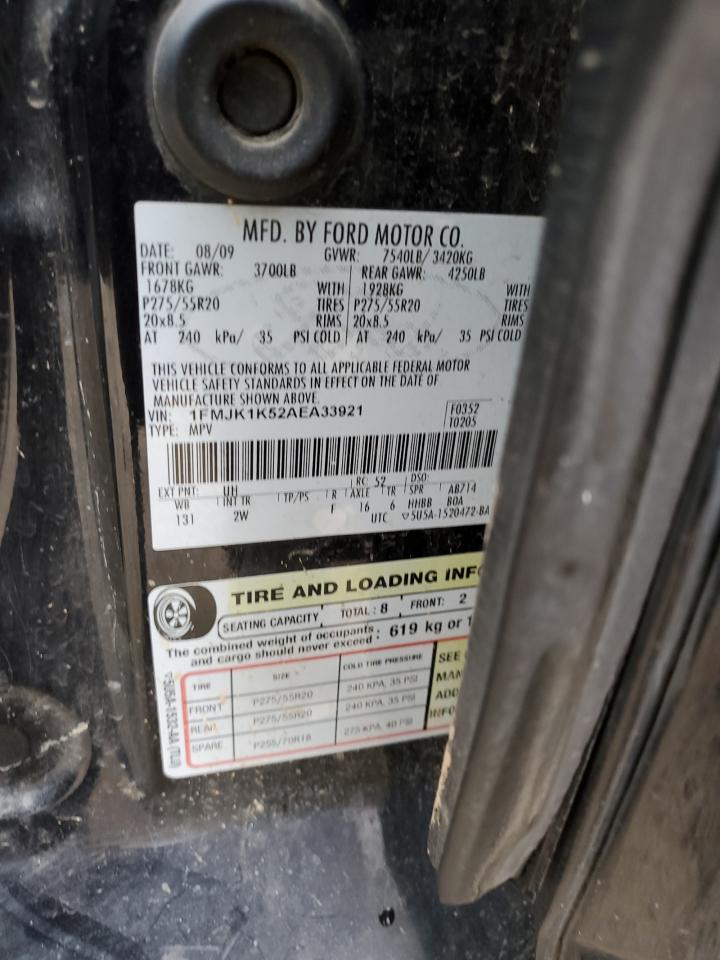 MFD. BY FORD MOTOR CO.
DATE: 08/09 GVWR: 7540LB/ 3420KG
FRONT GAWR: 3700LB REAR GAWR: 4250LB
1678KG WITH 1928KG WITH
P275/55R20 TIRES P275/55R20 TIRES
20x8.5 RIMS 20x8.5 RIMS
AT 240 kPa/ 35 PSI COLD AT 240 kPa/ 35 PSI COLD
THIS VEHICLE CONFORMS TO ALL APPLICABLE FEDERAL MOTOR
VEHICLE SAFETY STANDARDS IN EFFECT ON THE DATE OF
MANUFACTURE SHOWN ABOVE.
VIN: 1FMJK1K52AEA33921 F0352
TYPE: MPV T0205
EXT PNT: UH RC: 52 DSO:
WB INT TR TP/PS R AXLE TR SPR AB714
131 2W F 16 6 HHBB BOA
UTC ▽5U5A-1520472-BA
TIRE AND LOADING INF
SEATING CAPACITY TOTAL: 8 FRONT: 2
The combined weight of occupants
and cargo should never exceed: 619 kg or 1
TIRE SIZE COLD TIRE PRESSURE SEE
FRONT P275/55R20 240 KPA, 35 PSI
REAR P275/55R20 240 KPA, 35 PSI
SPARE P255/70R18 275 KPA, 40 PSI